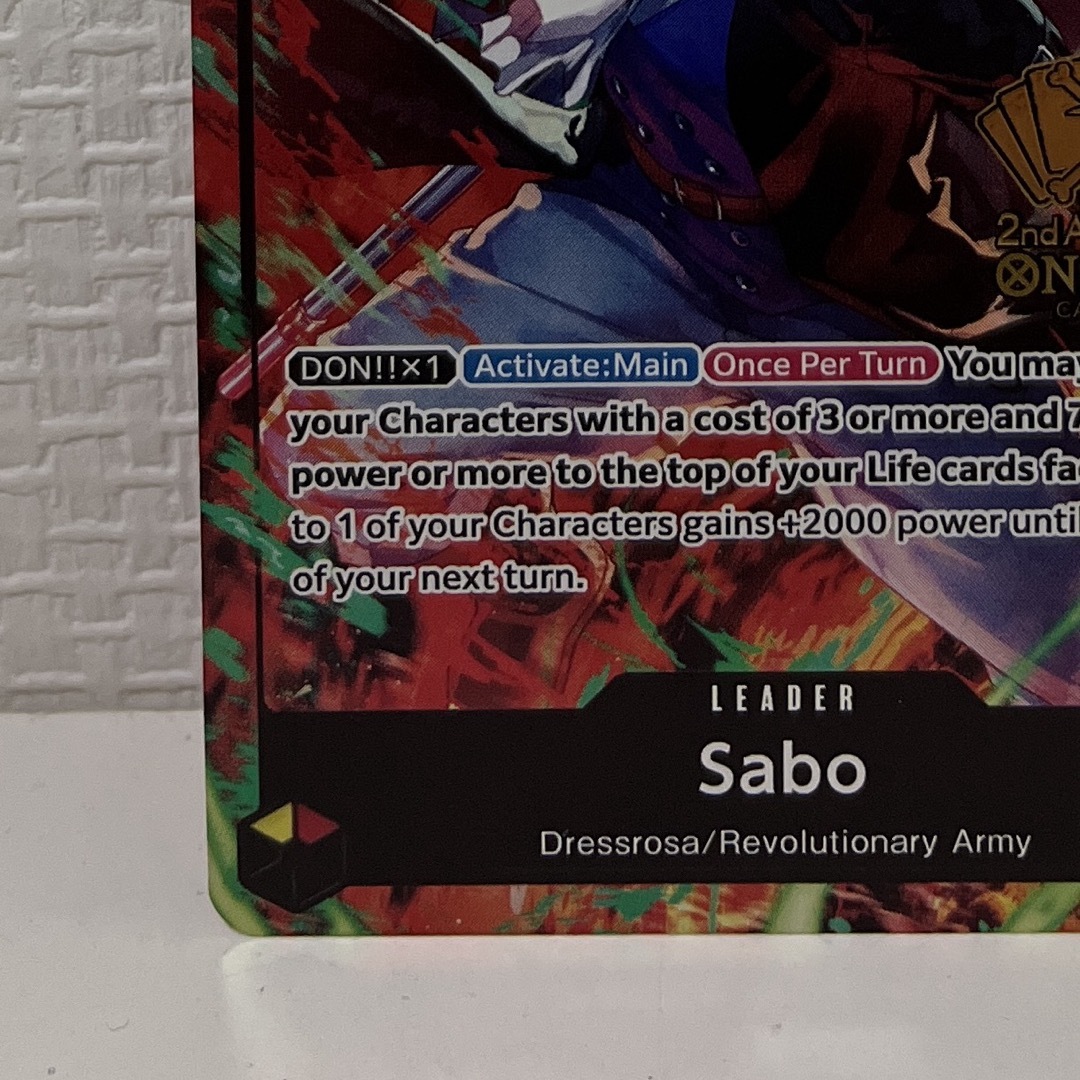 2nd
DON!!×1 Activate:Main Once Per Turn You may
your Characters with a cost of 3 or more and 7
power or more to the top of your Life cards
to 1 of your Characters gains +2000 power until
of your next turn.
LEADER
Sabo
Dressrosa/Revolutionary Army